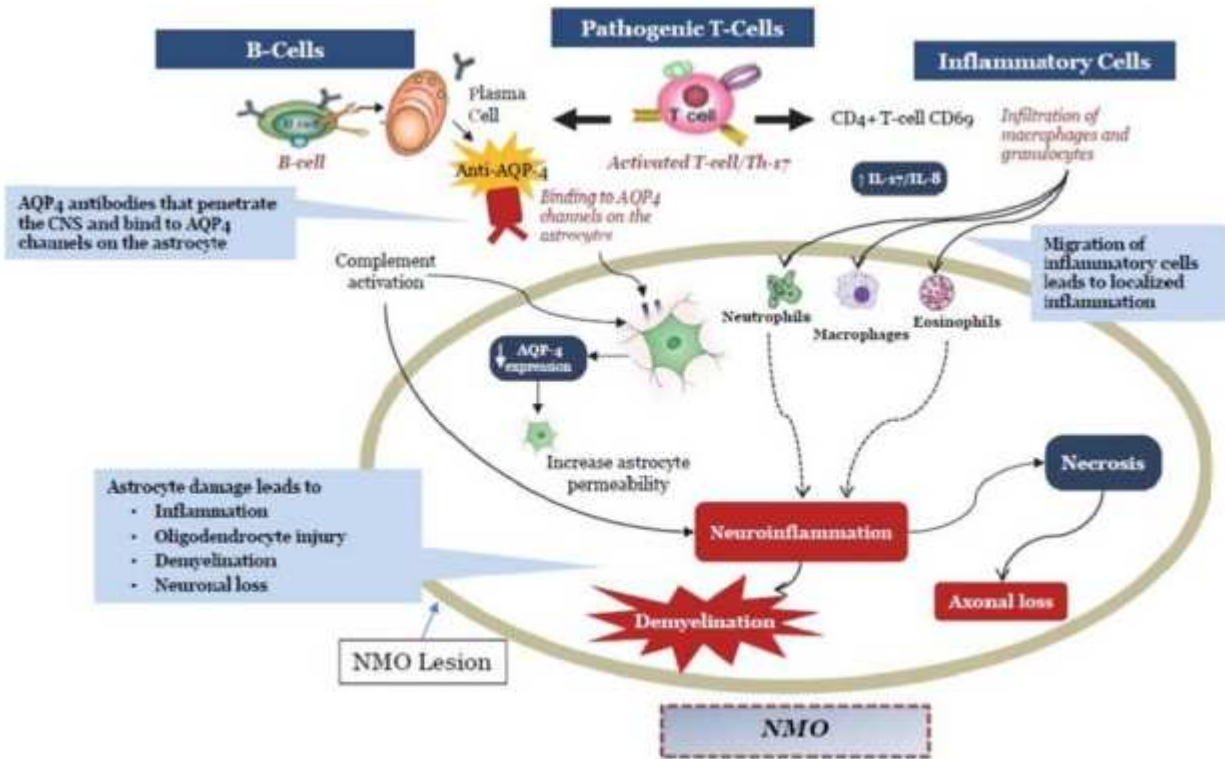 B-Cells
Pathogenic T-Cells
Inflammatory Cells
Plasma
Cell
B cell
B-cell
T cell
Activated T-cell/Th-17
CD4+ T-cell CD69
Infiltration of
macrophages and
granulocytes
Anti-AQP-4
↑ IL-17/IL-8
Binding to AQP4
channels on the
astrocytes
AQP4 antibodies that penetrate
the CNS and bind to AQP4
channels on the astrocyte
Migration of
inflammatory cells
leads to localized
inflammation
Complement
activation
Neutrophils
Macrophages
Eosinophils
↓ AQP-4
expression
Increase astrocyte
permeability
Necrosis
Astrocyte damage leads to
• Inflammation
• Oligodendrocyte injury
• Demyelination
• Neuronal loss
Neuroinflammation
Axonal loss
Demyelination
NMO Lesion
NMO